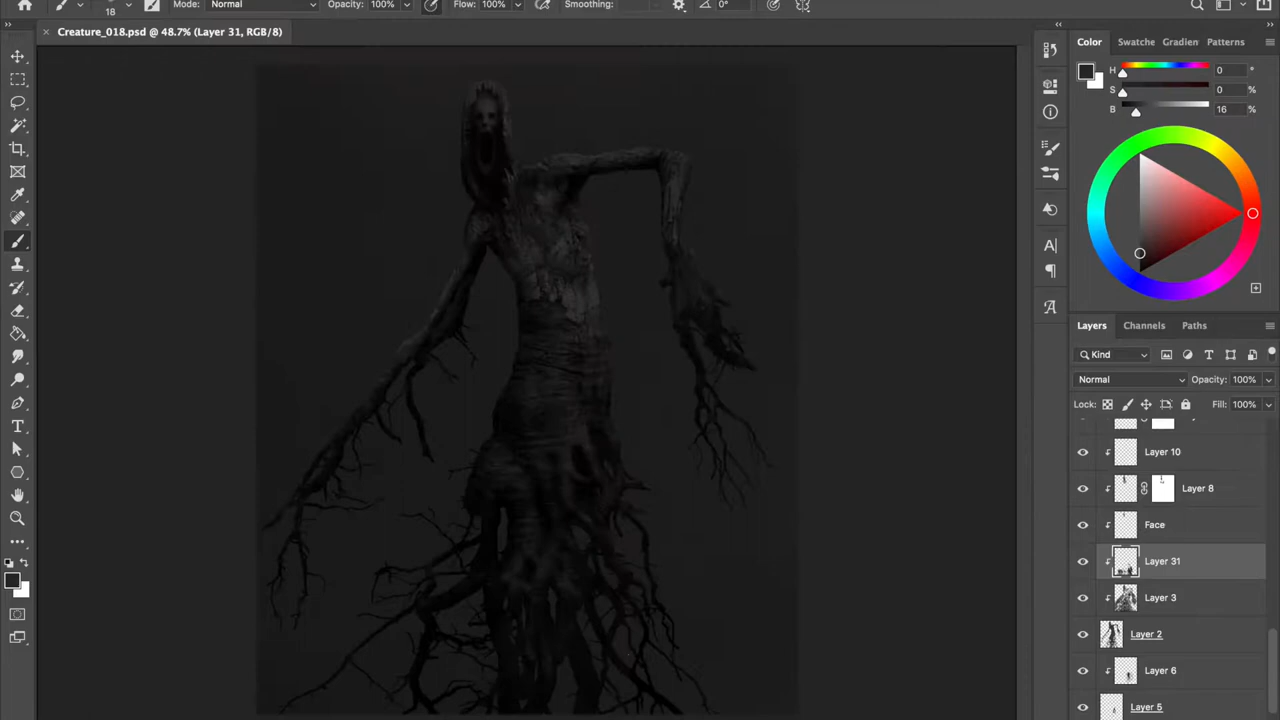 18 Mode: Normal Opacity: 100% Flow: 100% Smoothing: 0°
× Creature_018.psd @ 48.7% (Layer 31, RGB/8)
Color Swatche Gradien Patterns
H 0 °
S 0 %
B 16 %
Layers Channels Paths
Kind
Normal Opacity: 100%
Lock: Fill: 100%
Layer 10
Layer 8
Face
Layer 31
Layer 3
Layer 2
Layer 6
Layer 5